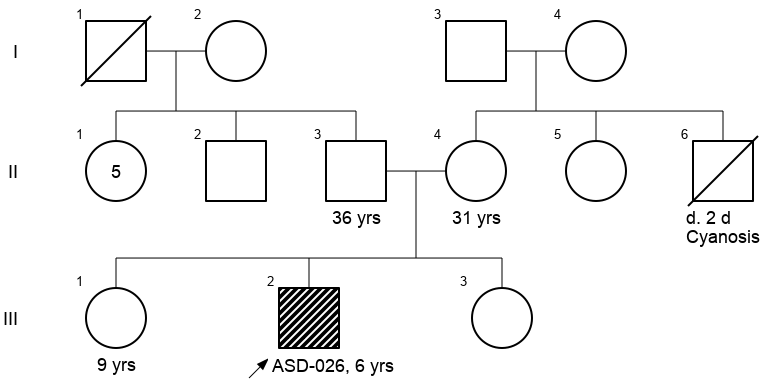 1 2 3 4
I
1 2 3 4 5 6
II 5
36 yrs 31 yrs d. 2 d
Cyanosis
1 2 3
III
9 yrs ASD-026, 6 yrs